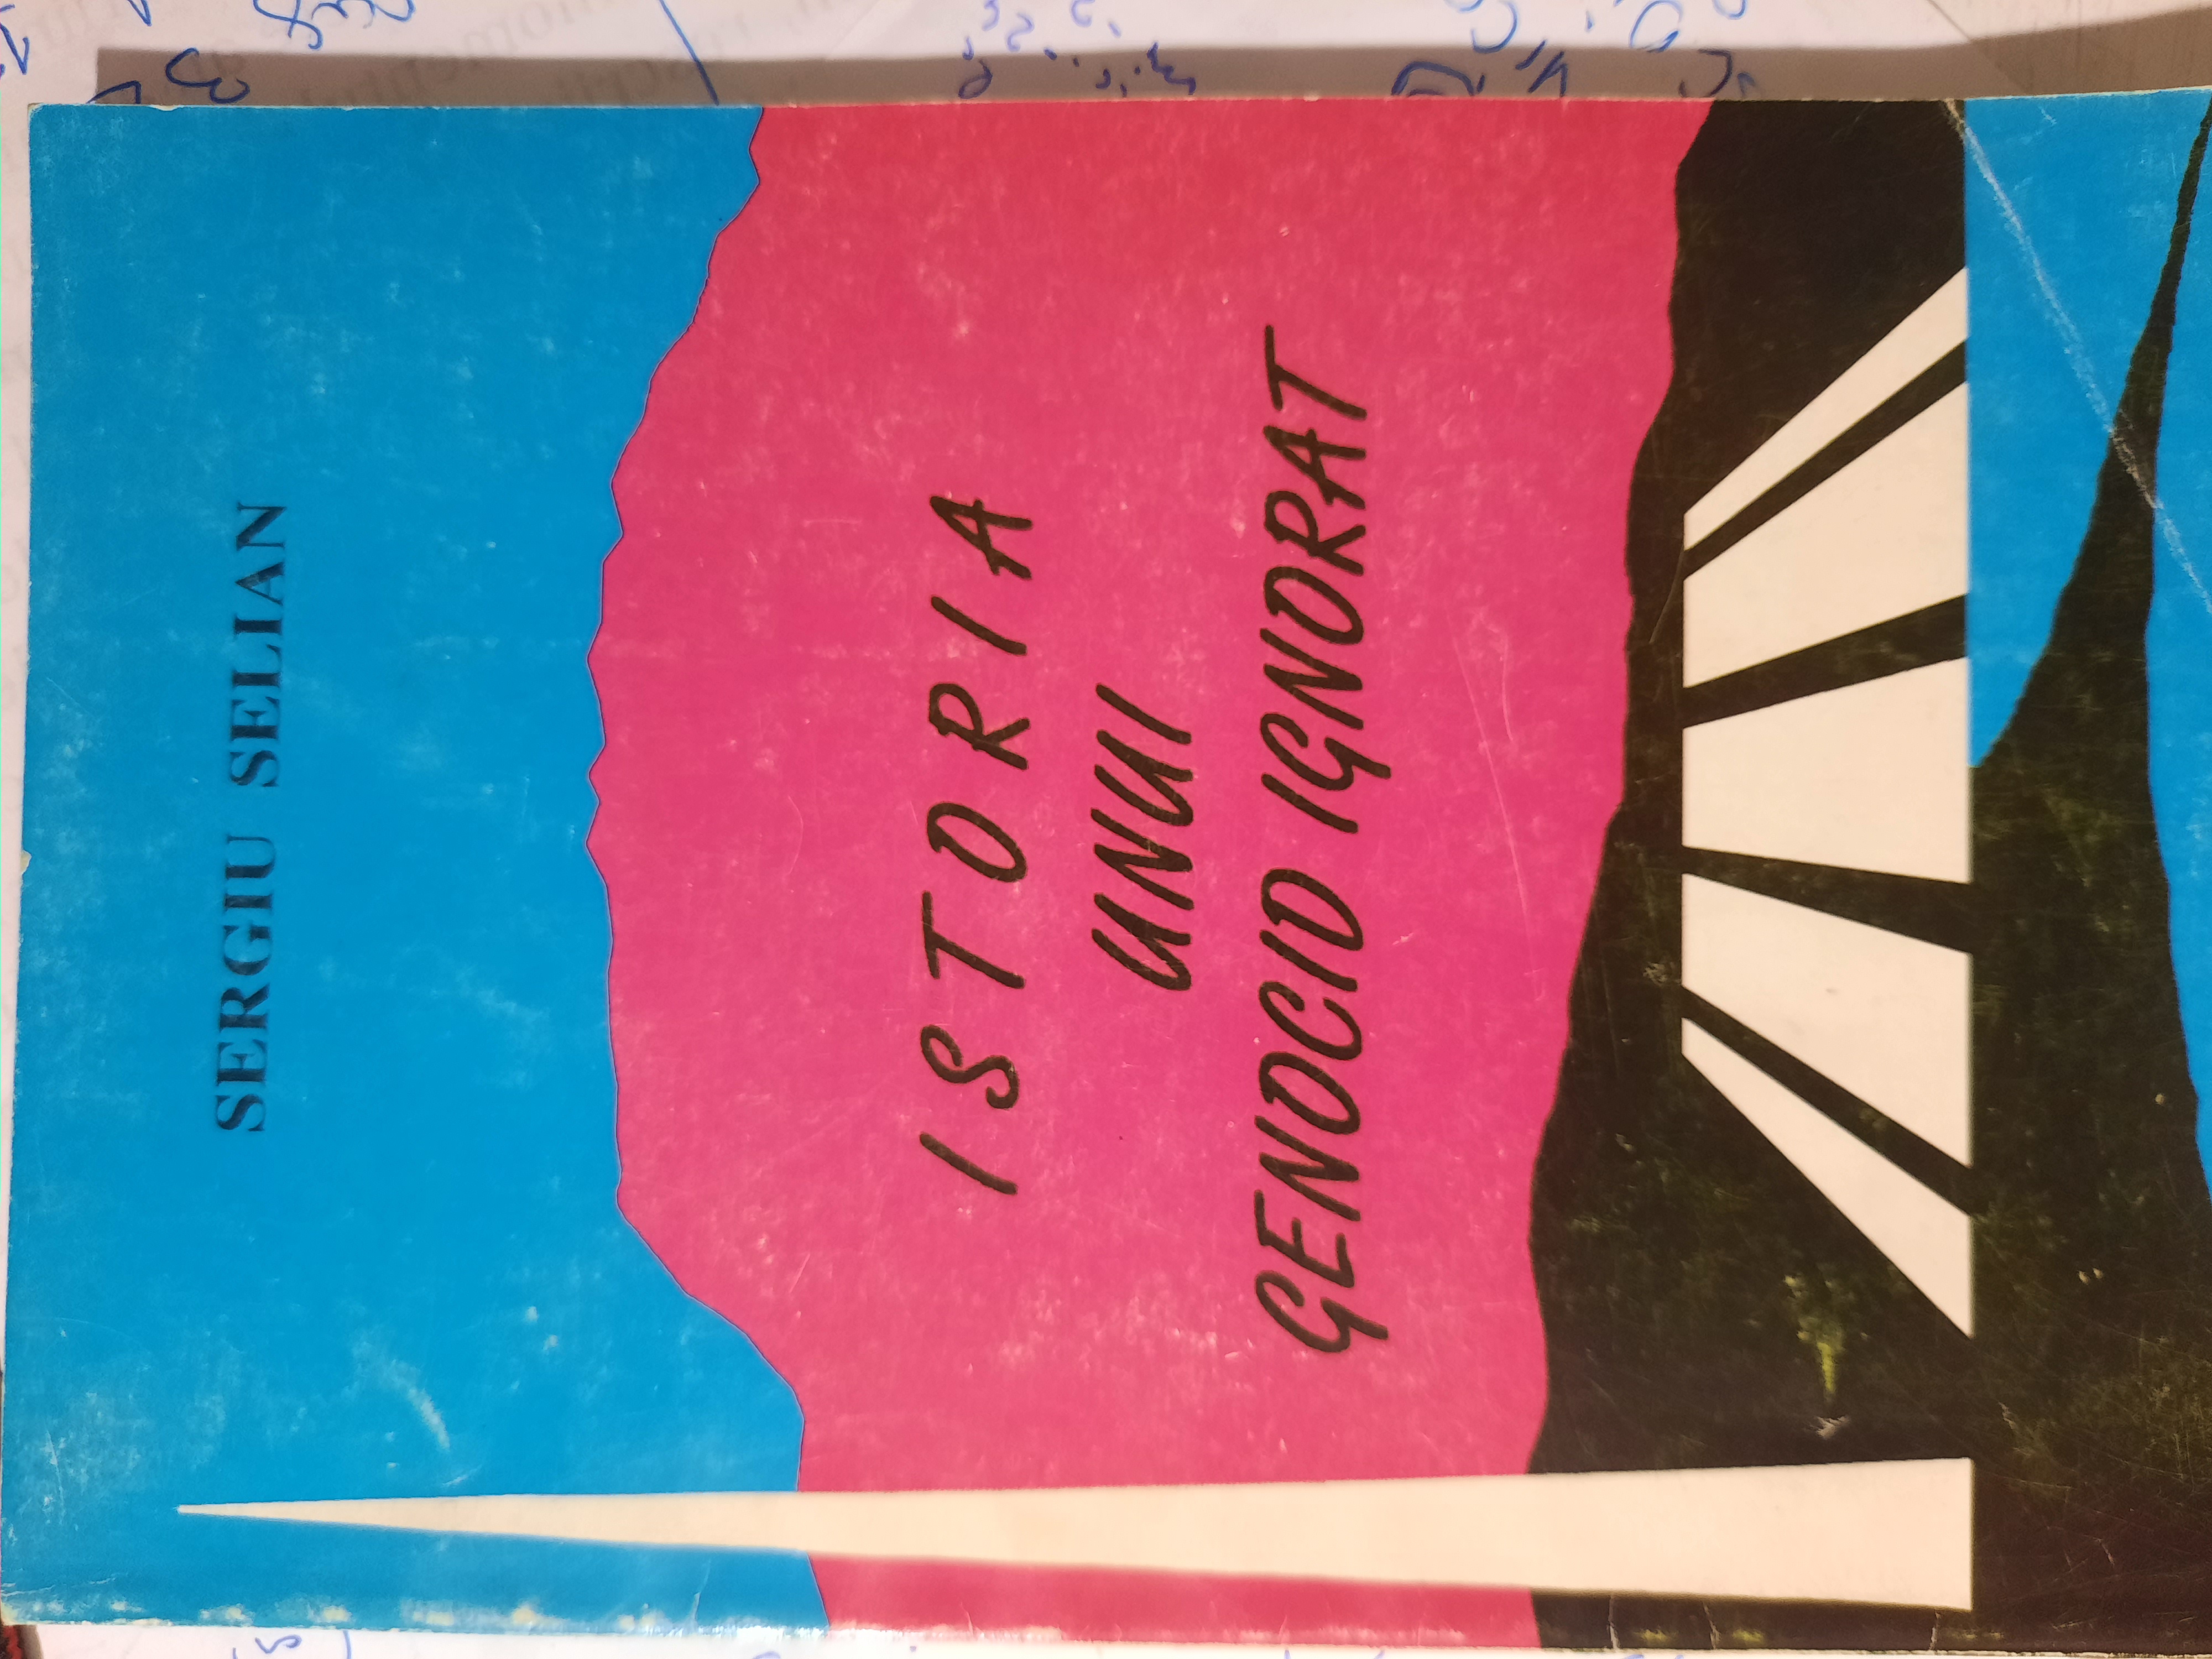 SERGIU SELIAN
ISTORIA
UNUI
GENOCID IGNORAT